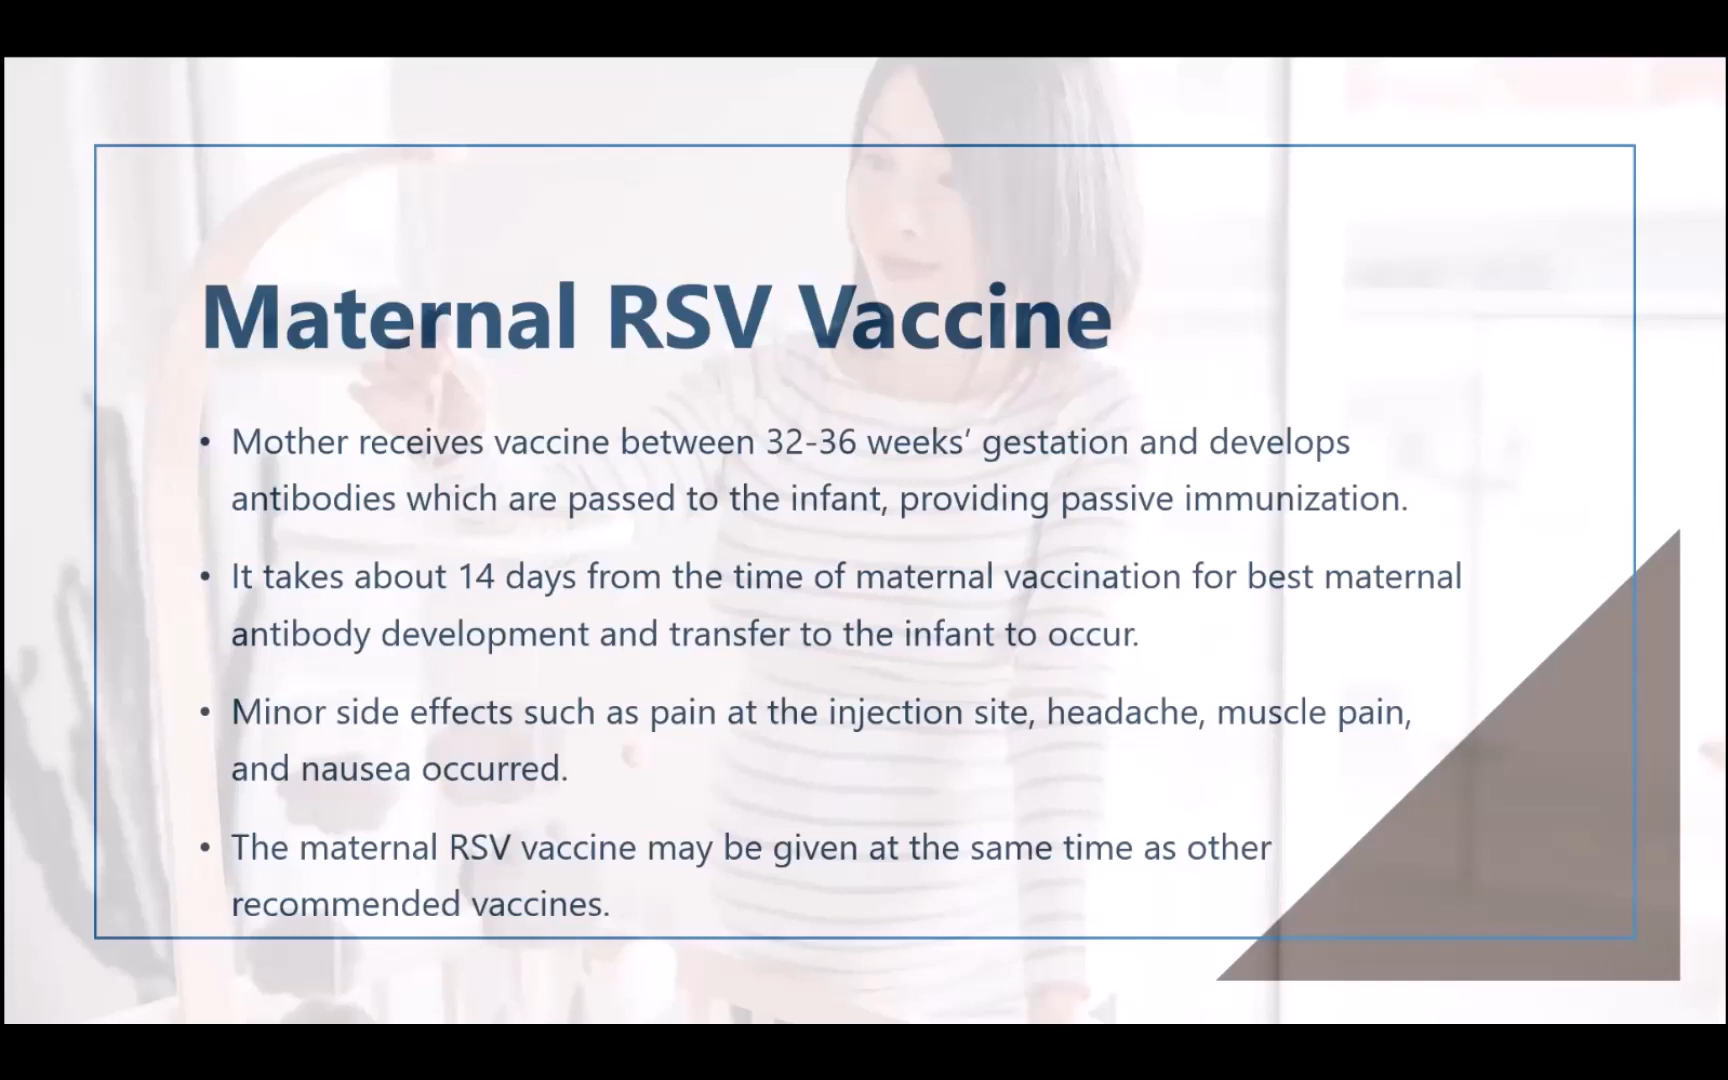 Maternal RSV Vaccine
• Mother receives vaccine between 32-36 weeks’ gestation and develops
antibodies which are passed to the infant, providing passive immunization.
• It takes about 14 days from the time of maternal vaccination for best maternal
antibody development and transfer to the infant to occur.
• Minor side effects such as pain at the injection site, headache, muscle pain,
and nausea occurred.
• The maternal RSV vaccine may be given at the same time as other
recommended vaccines.